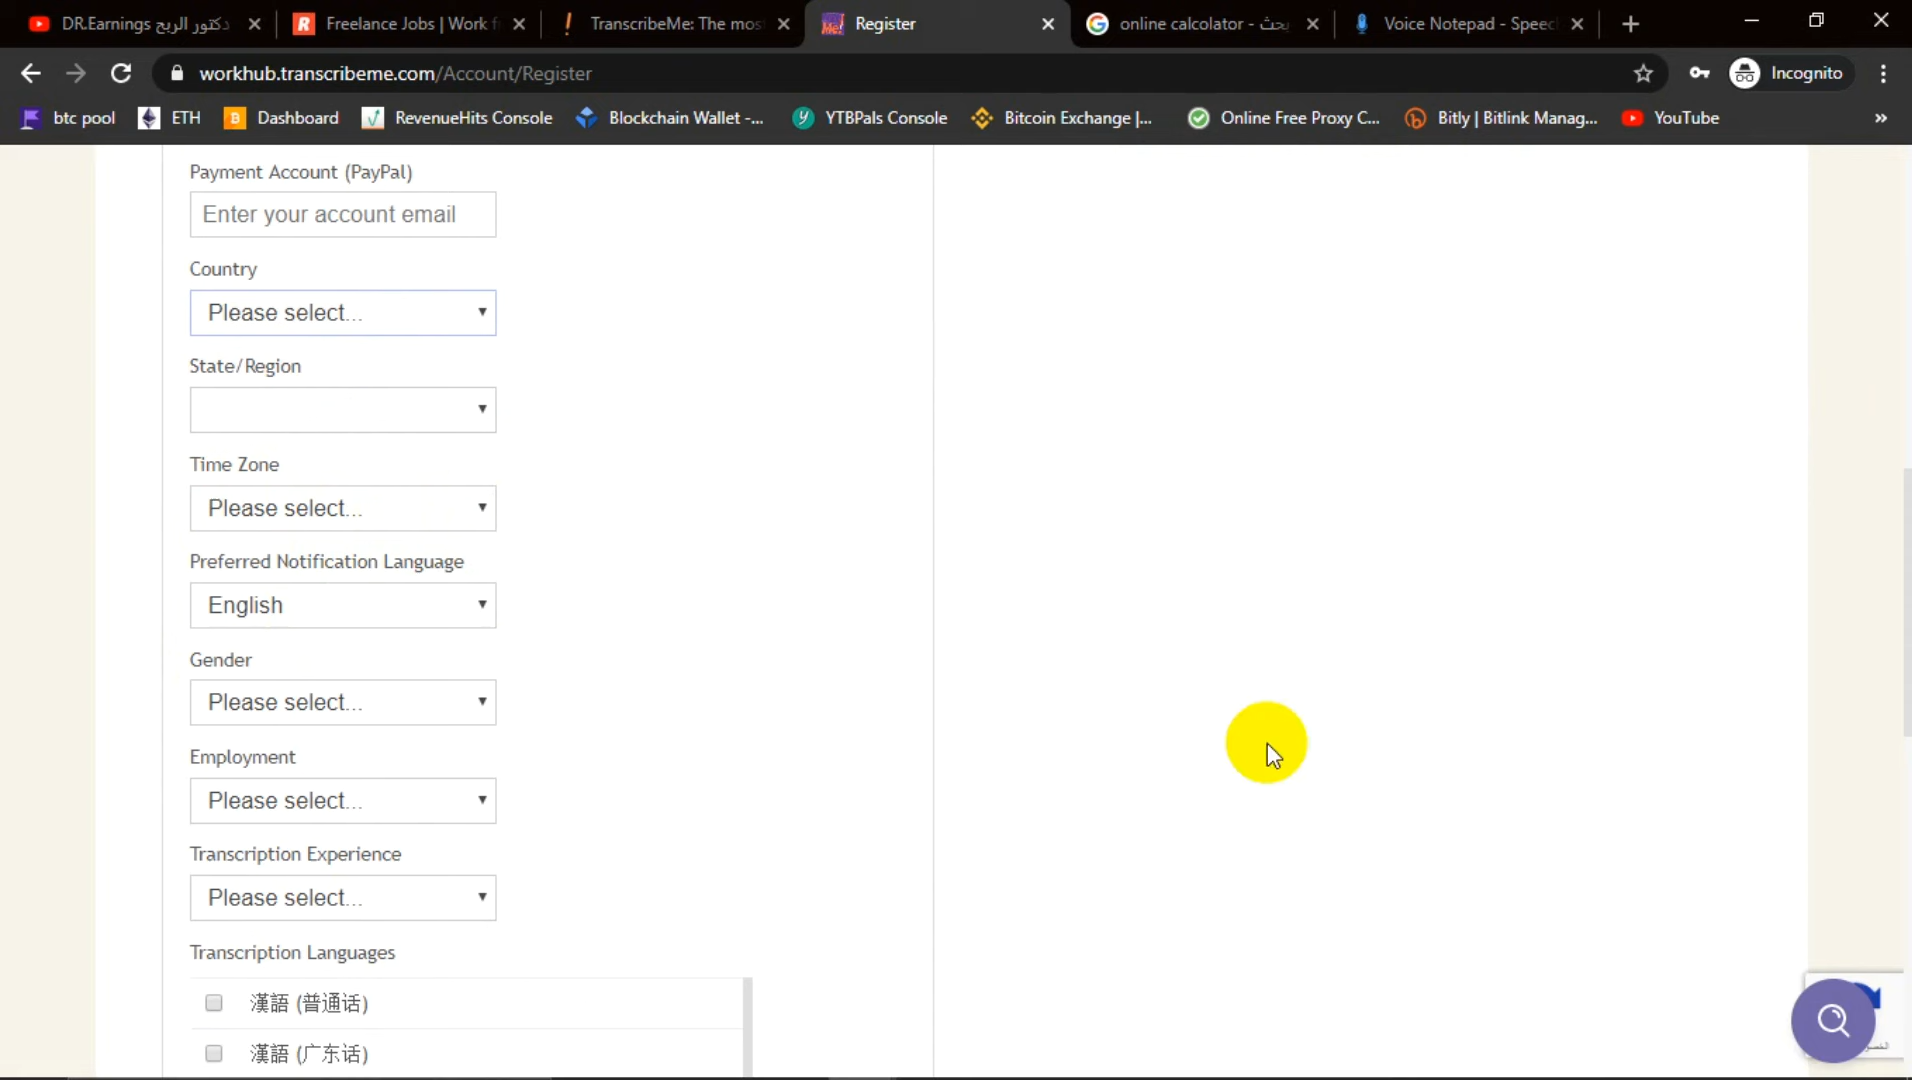 DR.Earnings دكتور الربح
Freelance Jobs | Work f
TranscribeMe: The mos
Register
online calcolator - بحث
Voice Notepad - Speec
workhub.transcribeme.com/Account/Register
Incognito
btc pool
ETH
Dashboard
RevenueHits Console
Blockchain Wallet -...
YTBPals Console
Bitcoin Exchange |...
Online Free Proxy C...
Bitly | Bitlink Manag...
YouTube
»
Payment Account (PayPal)
Enter your account email
Country
Please select...
State/Region
Time Zone
Please select...
Preferred Notification Language
English
Gender
Please select...
Employment
Please select...
Transcription Experience
Please select...
Transcription Languages
漢語 (普通话)
漢語 (广东话)